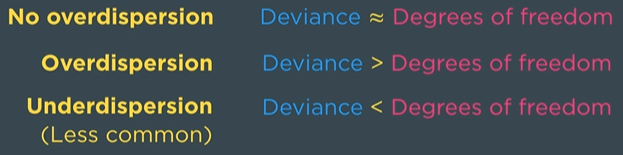 No overdispersion Deviance ≈ Degrees of freedom
Overdispersion Deviance > Degrees of freedom
Underdispersion Deviance < Degrees of freedom
(Less common)